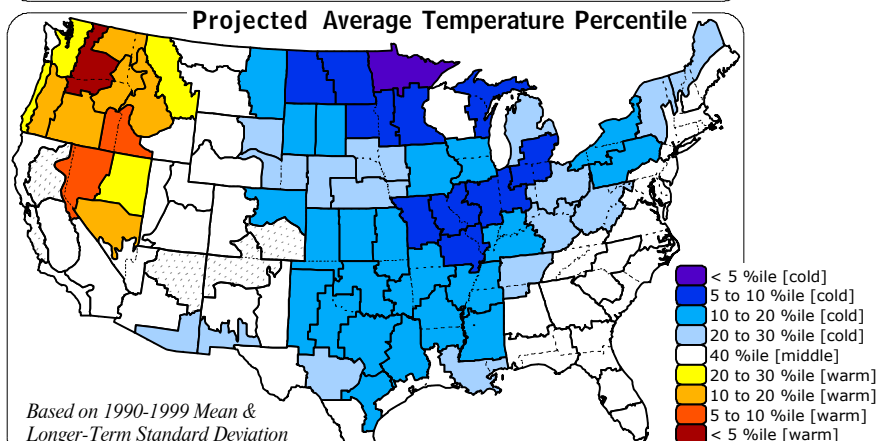 Projected Average Temperature Percentile
< 5 %ile [cold]
5 to 10 %ile [cold]
10 to 20 %ile [cold]
20 to 30 %ile [cold]
40 %ile [middle]
20 to 30 %ile [warm]
10 to 20 %ile [warm]
5 to 10 %ile [warm]
< 5 %ile [warm]
Based on 1990-1999 Mean &
Longer-Term Standard Deviation